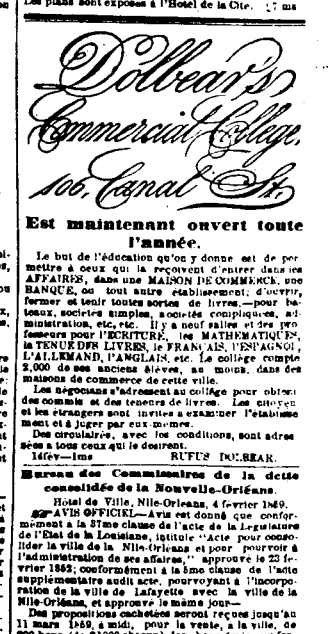 Les plans sont exposés à l'Hôtel de la Cité. 17 ms
Dolbear's
Commercial College,
106, Canal St.
Est maintenant ouvert toute
l'année.
Le but de l'éducation qu'on y donne est de per-
mettre à ceux qui la reçoivent d'entrer dans les
AFFAIRES, dans une MAISON DE COMMERCE, une
BANQUE, ou tout autre établissement; d'ouvrir,
fermer et tenir toutes sortes de livres,—pour ba-
teaux, sociétés simples, sociétés compliquées, ad-
ministration, etc, etc. Il y a neuf salles et des pro-
fesseurs pour l'ECRITURE, les MATHEMATIQUES,
la TENUE DES LIVRES, le FRANÇAIS, l'ESPAGNOL,
L'ALLEMAND, l'ANGLAIS, etc. Le collége compte
2,000 de ses anciens élèves, au moins, dans des
maisons de commerce de cette ville.
Les négociants s'adressent au collége pour obtenir
des commis et des teneurs de livres. Les citoyens
et les étrangers sont invités à examiner l'établisse
ment et à juger par eux-mêmes.
Des circulaires, avec les conditions, sont adres
sées à tous ceux qui le désirent.
14fév—1ms RUFUS DOLBEAR.
Bureau des Commissaires de la dette
consolidée de la Nouvelle-Orléans.
Hôtel de Ville, Nlle-Orléans, 4 février 1859.
AVIS OFFICIEL—Avis est donné que confor-
mément à la 37me clause de l'acte de la Legislature
de l'Etat de la Louisiane, intitulé "Acte pour conso-
lider la ville de la Nlle-Orléans et pour pourvoir à
l'administration de ses affaires," approuvé le 23 fé-
vrier 1852; conformément à la 5me clause de l'acte
supplémentaire audit acte, pourvoyant à l'incorpo-
ration de la ville de Lafayette avec la ville de la
Nlle-Orléans, et approuvé le même jour—
Des propositions cachetées seront reçues jusqu'au
11 mars 1859, à midi, pour la vente, à la ville, de